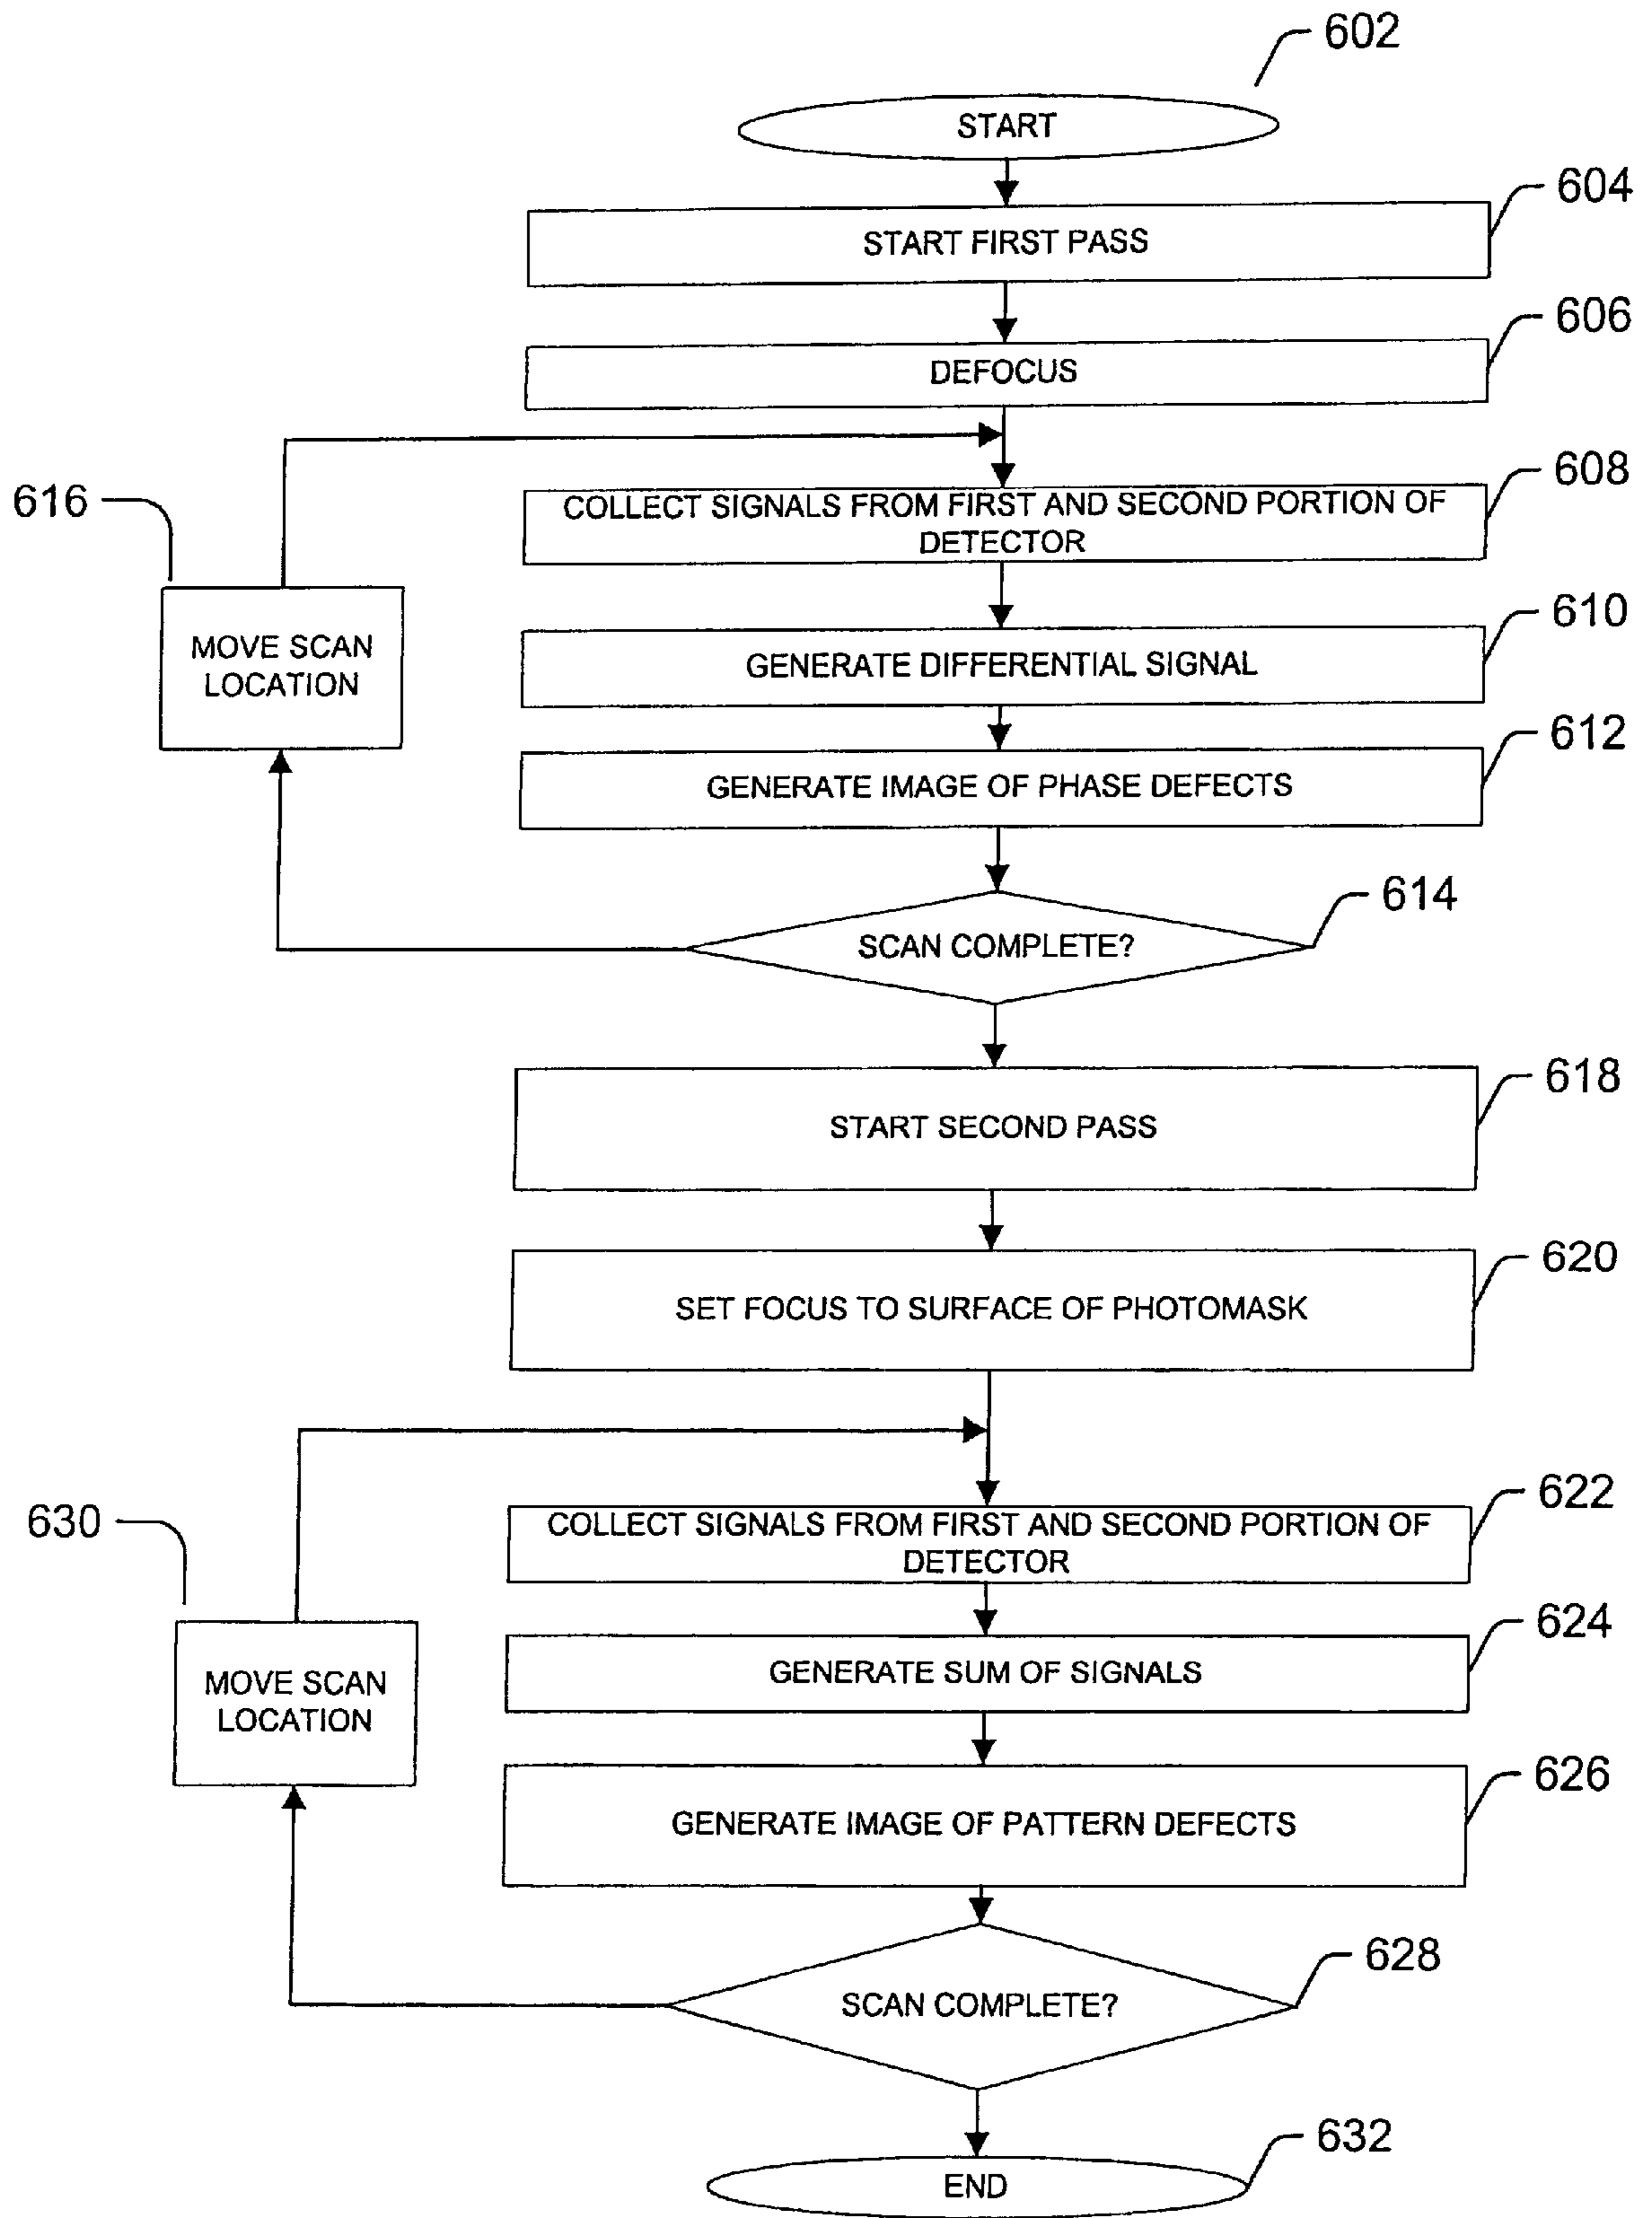 602
START
604
START FIRST PASS
606
DEFOCUS
608
COLLECT SIGNALS FROM FIRST AND SECOND PORTION OF
DETECTOR
616
MOVE SCAN
LOCATION
610
GENERATE DIFFERENTIAL SIGNAL
612
GENERATE IMAGE OF PHASE DEFECTS
614
SCAN COMPLETE?
618
START SECOND PASS
620
SET FOCUS TO SURFACE OF PHOTOMASK
622
COLLECT SIGNALS FROM FIRST AND SECOND PORTION OF
DETECTOR
630
MOVE SCAN
LOCATION
624
GENERATE SUM OF SIGNALS
626
GENERATE IMAGE OF PATTERN DEFECTS
628
SCAN COMPLETE?
632
END